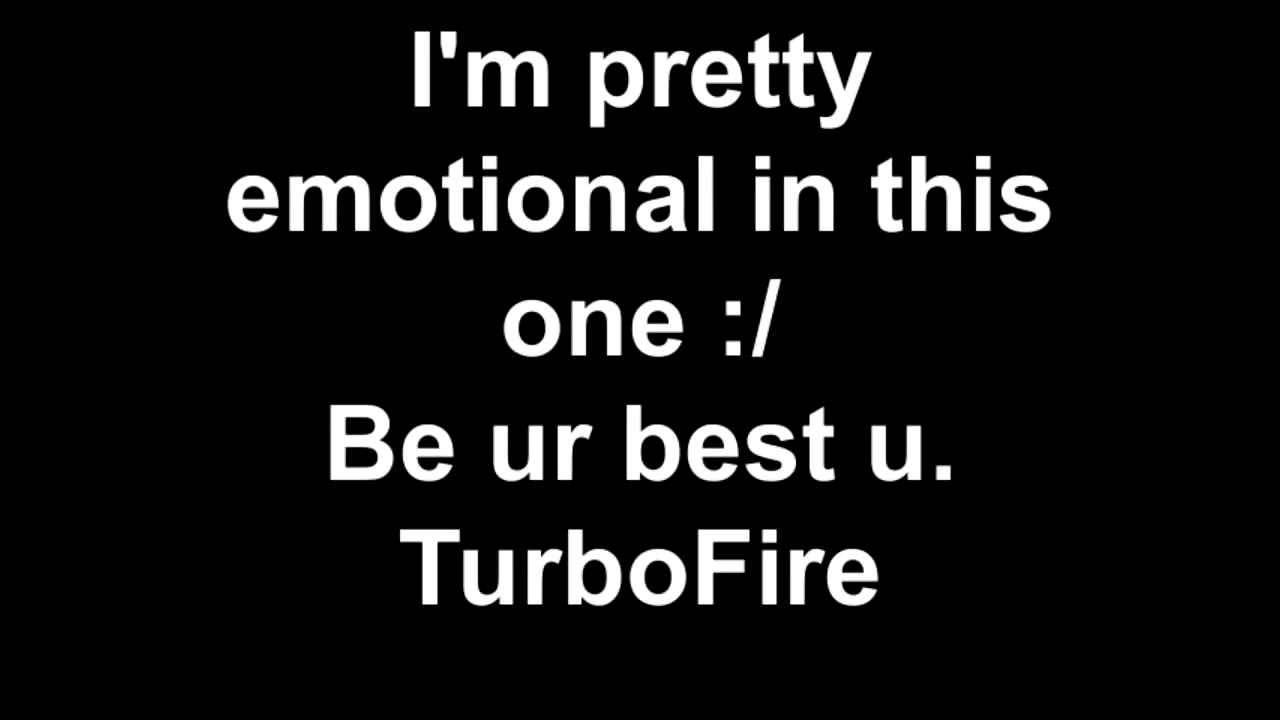 I'm pretty
emotional in this
one :/
Be ur best u.
TurboFire